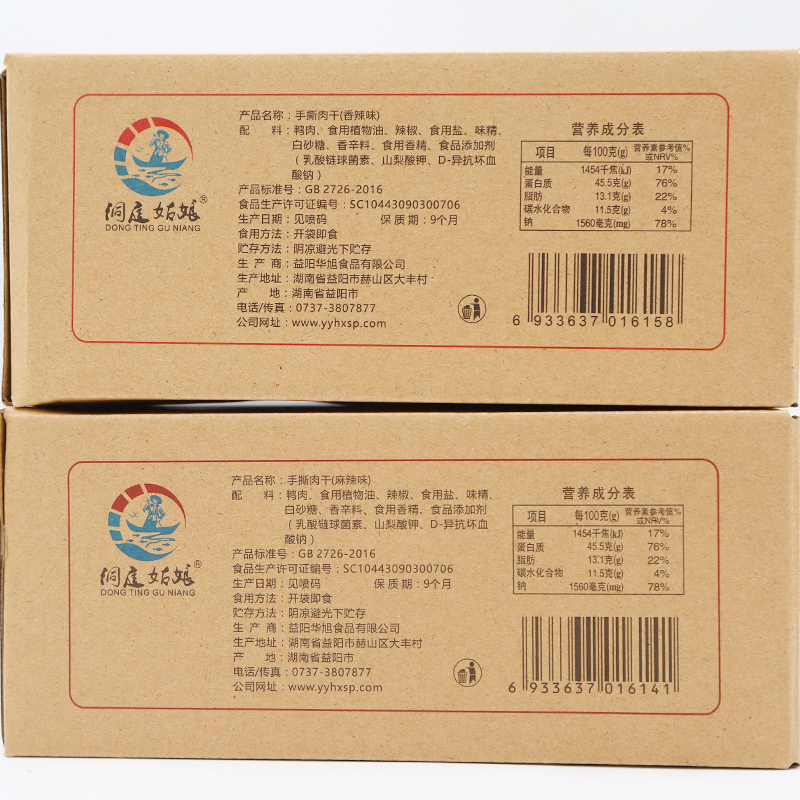 洞庭姑娘®
DONG TING GU NIANG
产品名称：手撕肉干(香辣味)
配 料：鸭肉、食用植物油、辣椒、食用盐、味精、
白砂糖、香辛料、食用香精、食品添加剂
（乳酸链球菌素、山梨酸钾、D-异抗坏血
酸钠）
产品标准号：GB 2726-2016
食品生产许可证编号：SC10443090300706
生产日期：见喷码 保质期：9个月
食用方法：开袋即食
贮存方法：阴凉避光下贮存
生 产 商：益阳华旭食品有限公司
生产地址：湖南省益阳市赫山区大丰村
产 地：湖南省益阳市
电话/传真：0737-3807877
公司网址：www.yyhxsp.com
营养成分表
项目 每100克(g) 营养素参考值%或NRV%
能量 1454千焦(kJ) 17%
蛋白质 45.5克(g) 76%
脂肪 13.1克(g) 22%
碳水化合物 11.5克(g) 4%
钠 1560毫克(mg) 78%
6 933637 016158
洞庭姑娘®
DONG TING GU NIANG
产品名称：手撕肉干(麻辣味)
配 料：鸭肉、食用植物油、辣椒、食用盐、味精、
白砂糖、香辛料、食用香精、食品添加剂
（乳酸链球菌素、山梨酸钾、D-异抗坏血
酸钠）
产品标准号：GB 2726-2016
食品生产许可证编号：SC10443090300706
生产日期：见喷码 保质期：9个月
食用方法：开袋即食
贮存方法：阴凉避光下贮存
生 产 商：益阳华旭食品有限公司
生产地址：湖南省益阳市赫山区大丰村
产 地：湖南省益阳市
电话/传真：0737-3807877
公司网址：www.yyhxsp.com
营养成分表
项目 每100克(g) 营养素参考值%或NRV%
能量 1454千焦(kJ) 17%
蛋白质 45.5克(g) 76%
脂肪 13.1克(g) 22%
碳水化合物 11.5克(g) 4%
钠 1560毫克(mg) 78%
6 933637 016141